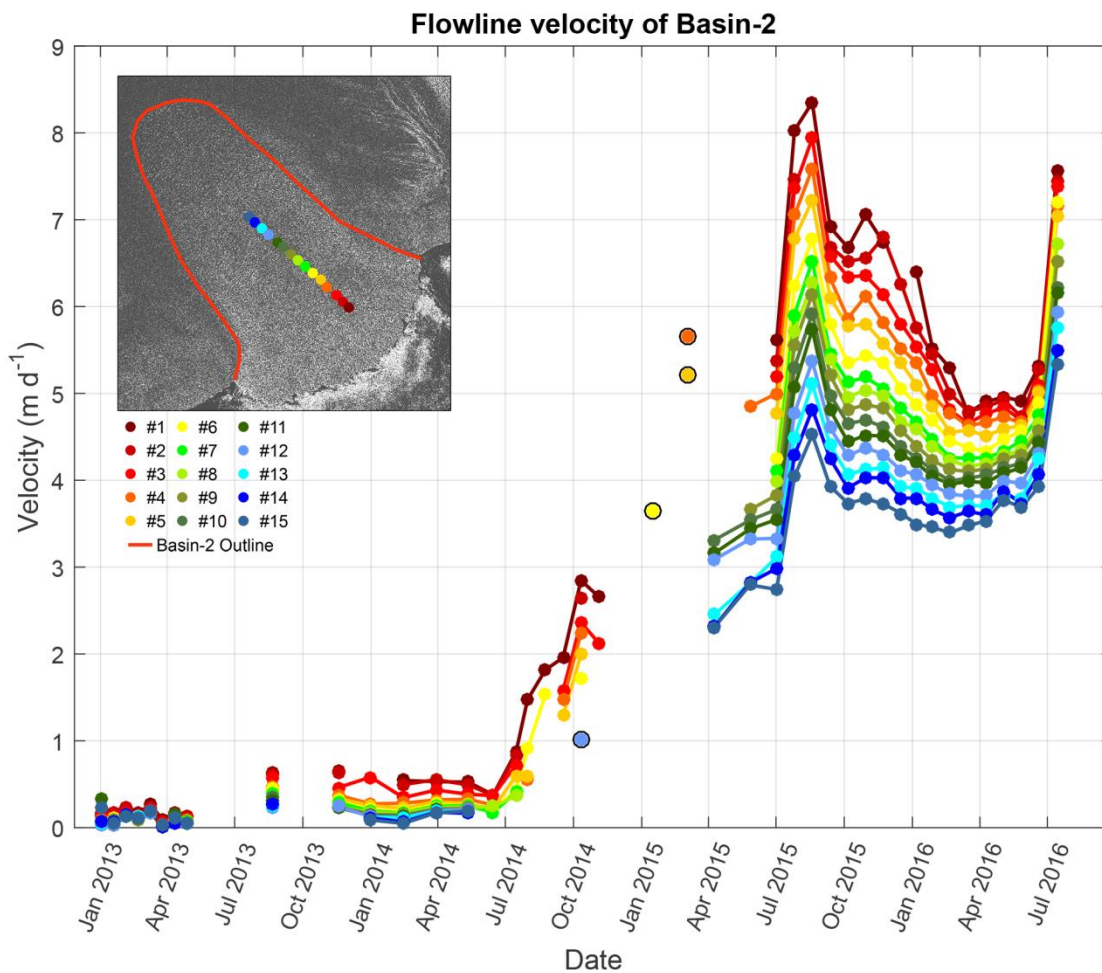 Flowline velocity of Basin-2
9
8
7
6
5
4
3
2
1
0
Velocity (m d⁻¹)
#1 #6 #11
#2 #7 #12
#3 #8 #13
#4 #9 #14
#5 #10 #15
Basin-2 Outline
Jan 2013
Apr 2013
Jul 2013
Oct 2013
Jan 2014
Apr 2014
Jul 2014
Oct 2014
Jan 2015
Apr 2015
Jul 2015
Oct 2015
Jan 2016
Apr 2016
Jul 2016
Date